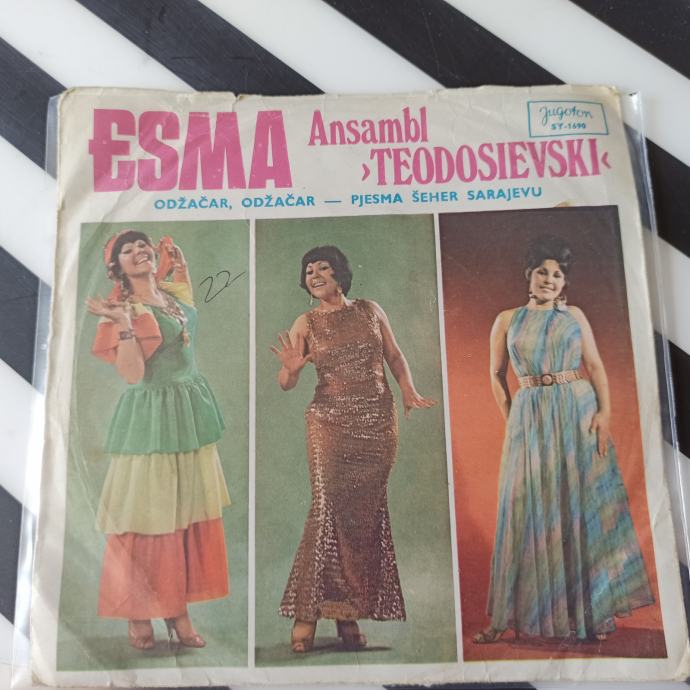 ESMA
Ansambl
›TEODOSIEVSKI‹
Jugoton
SY-1690
ODŽAČAR, ODŽAČAR — PJESMA ŠEHER SARAJEVU
22